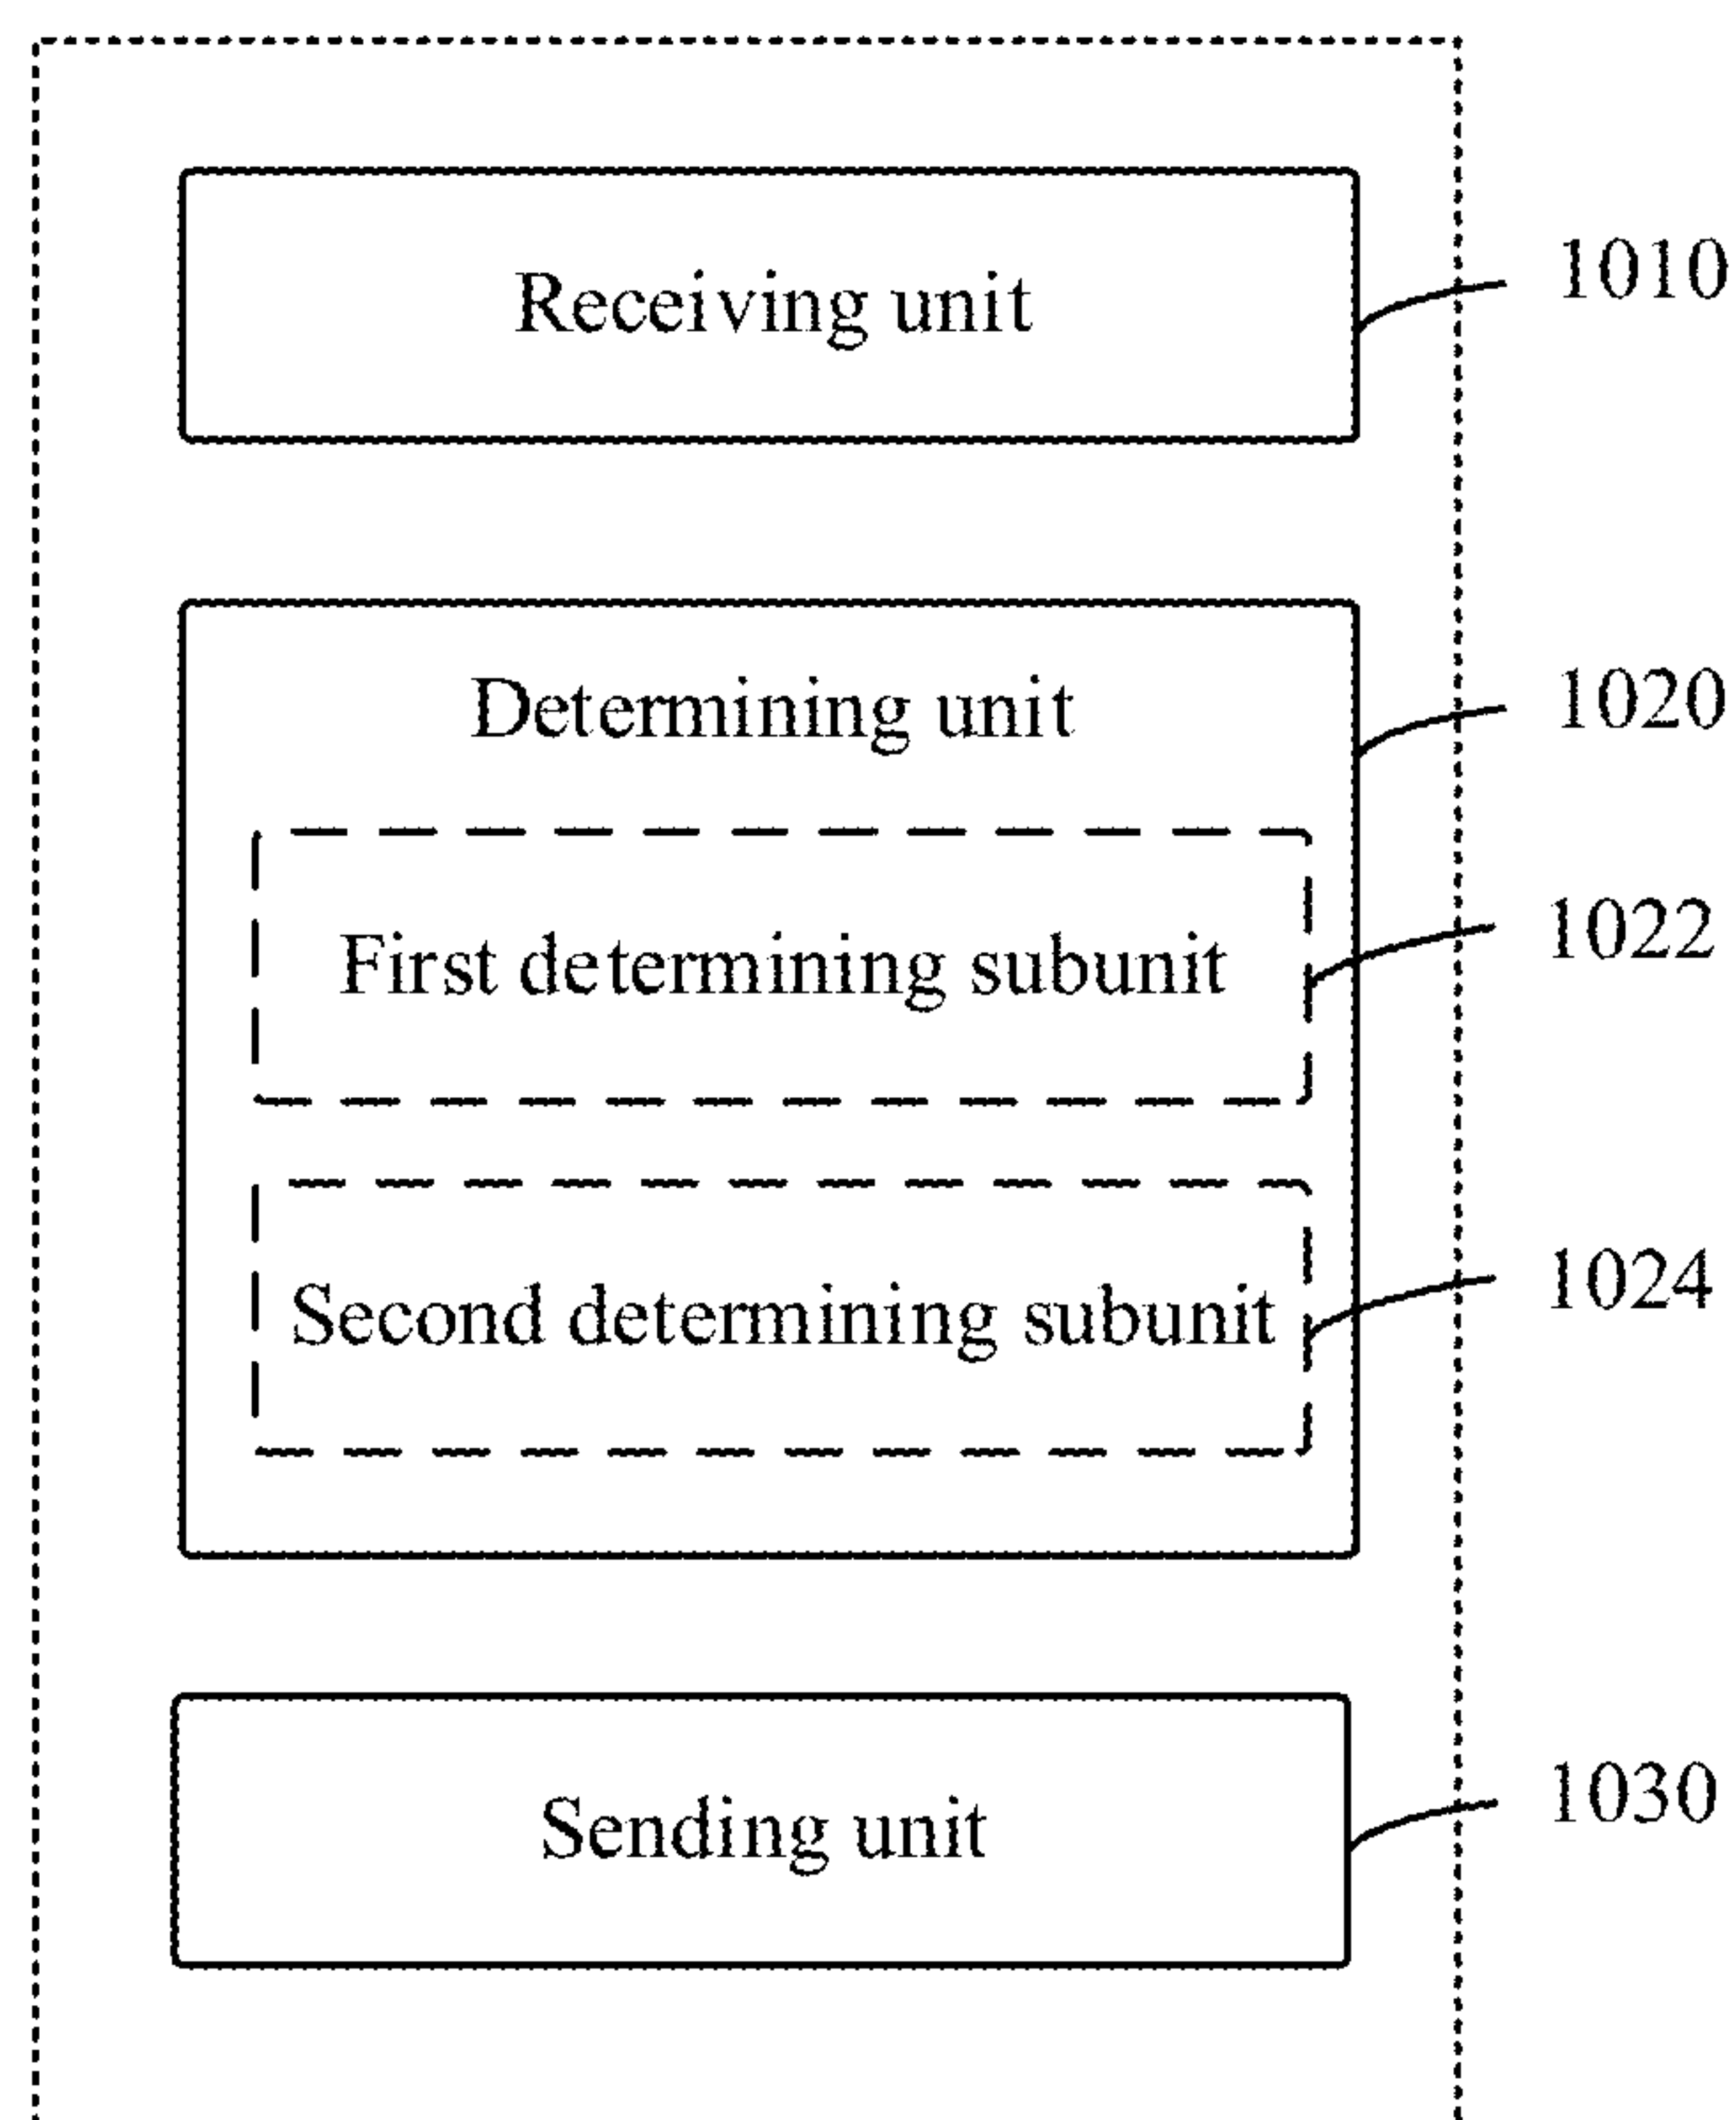 Receiving unit
1010
Determining unit
1020
First determining subunit
1022
Second determining subunit
1024
Sending unit
1030